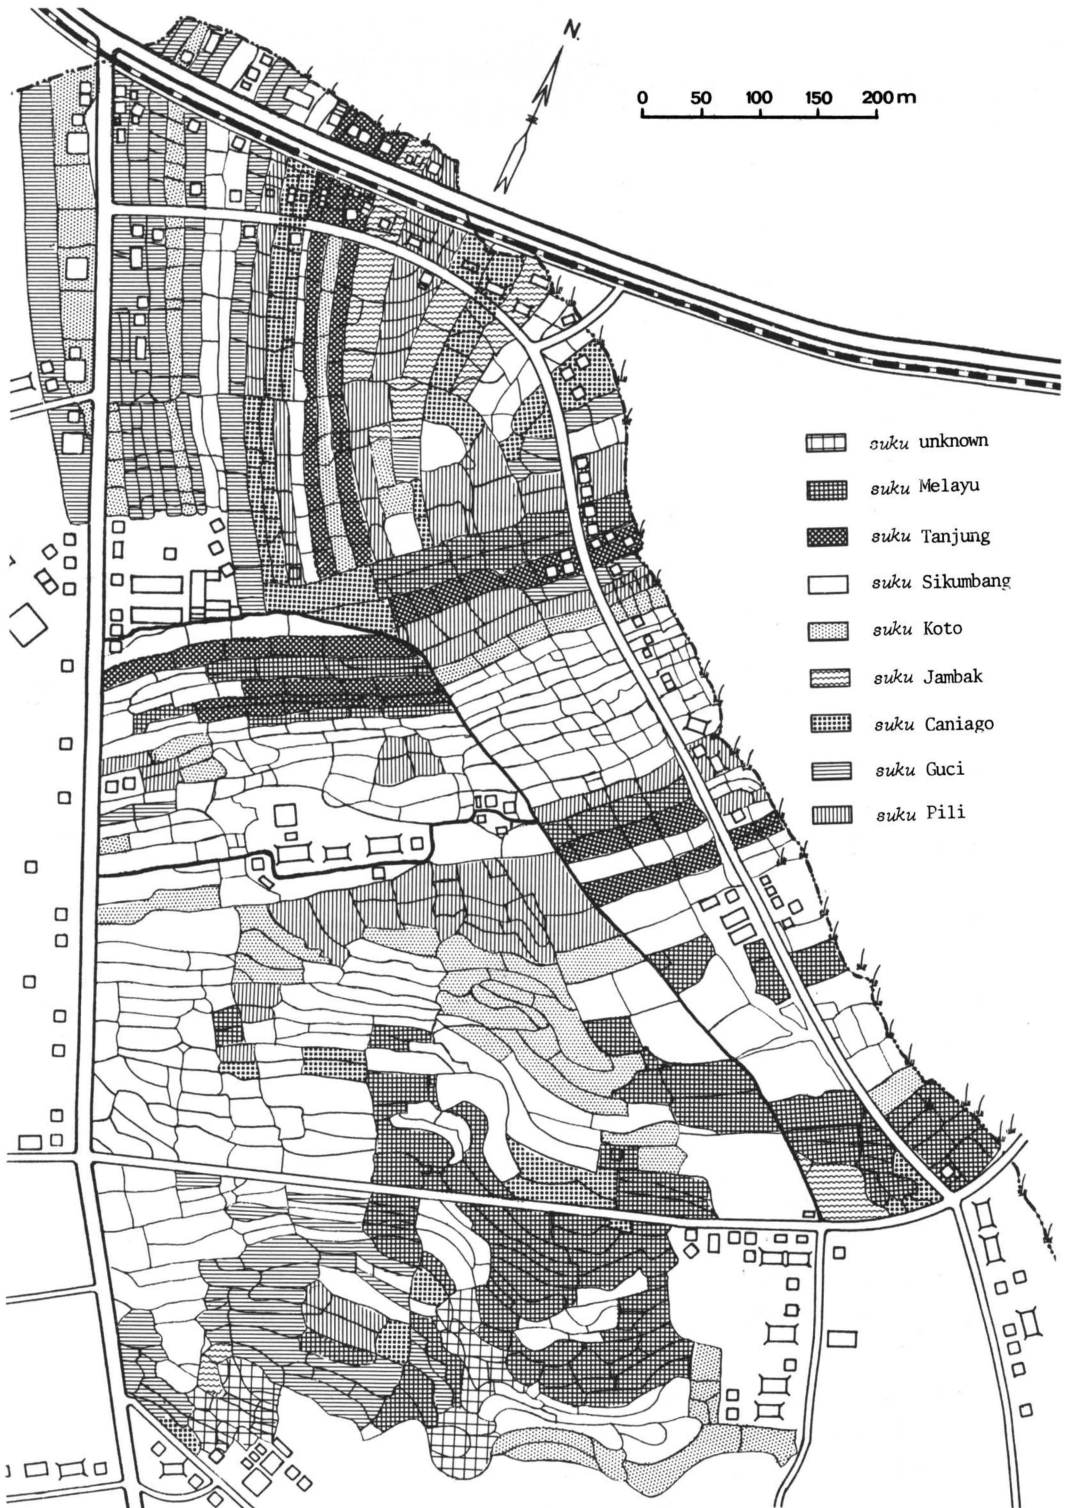 N.
0 50 100 150 200 m
suku unknown
suku Melayu
suku Tanjung
suku Sikumbang
suku Koto
suku Jambak
suku Caniago
suku Guci
suku Pili